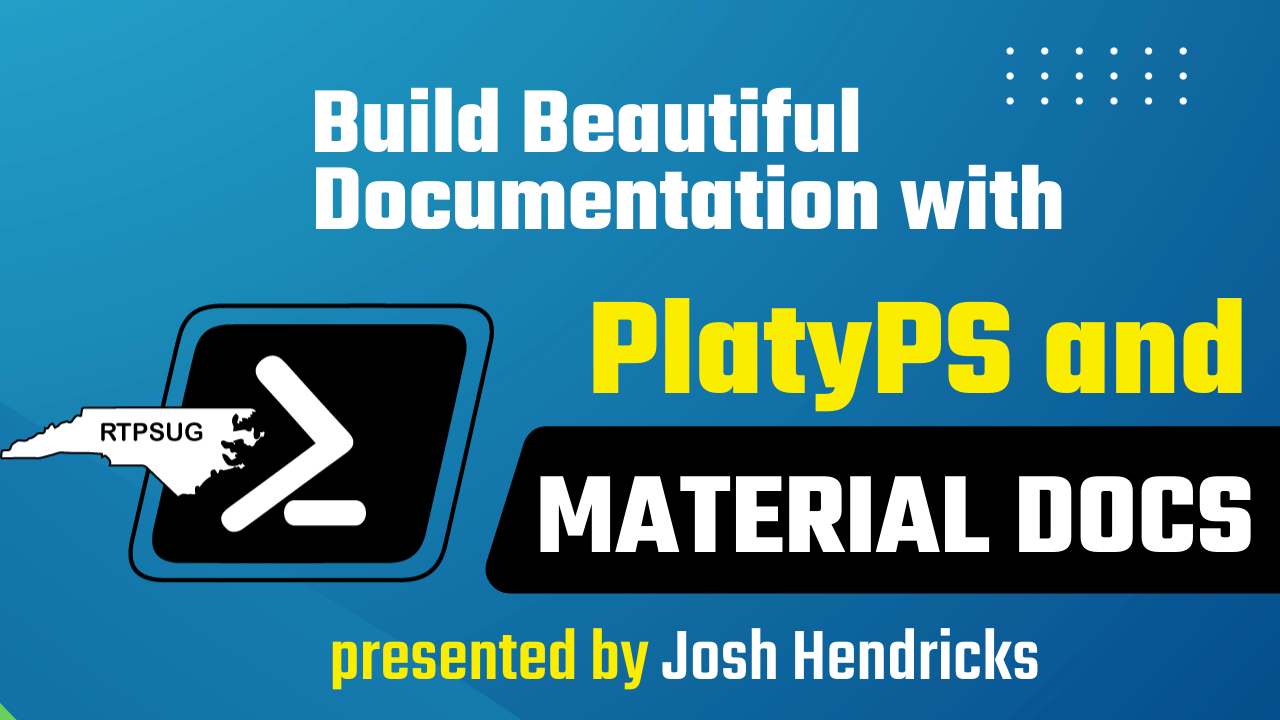 Build Beautiful
Documentation with
PlatyPS and
RTPSUG
MATERIAL DOCS
presented by Josh Hendricks